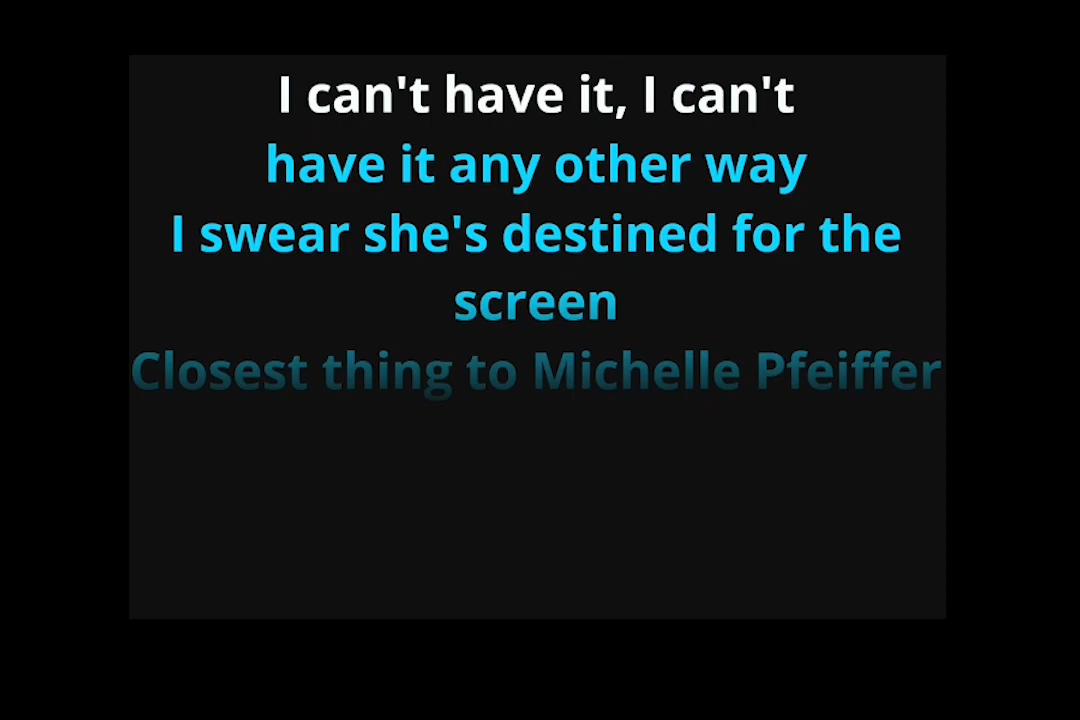 I can't have it, I can't
have it any other way
I swear she's destined for the
screen
Closest thing to Michelle Pfeiffer